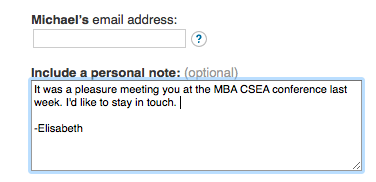 Michael's email address:
?
Include a personal note: (optional)
It was a pleasure meeting you at the MBA CSEA conference last
week. I'd like to stay in touch.
-Elisabeth